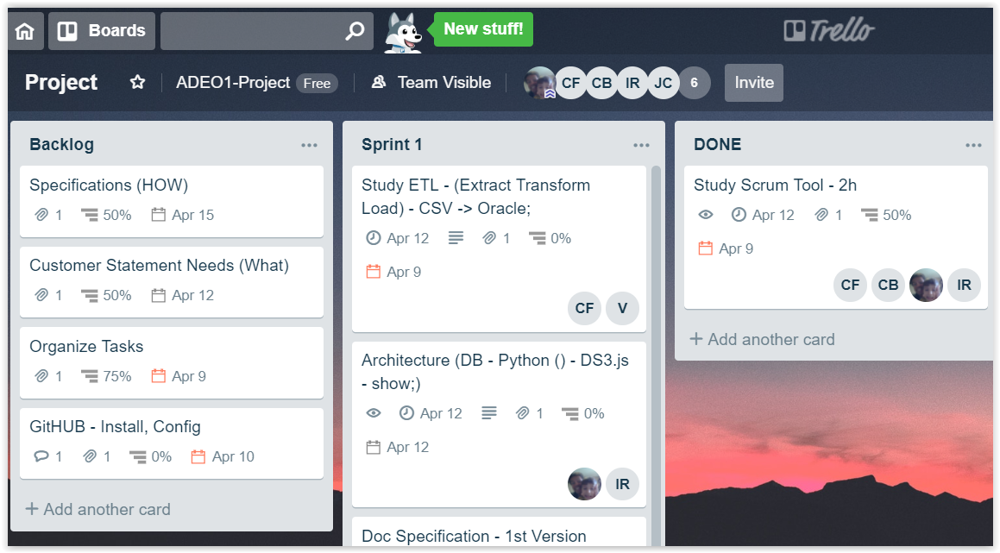 Boards
New stuff!
Trello
Project
ADEO1-Project Free
Team Visible
CF CB IR JC 6
Invite
Backlog
Specifications (HOW)
1 50% Apr 15
Customer Statement Needs (What)
1 50% Apr 12
Organize Tasks
1 75% Apr 9
GitHUB - Install, Config
1 1 0% Apr 10
+ Add another card
Sprint 1
Study ETL - (Extract Transform
Load) - CSV -> Oracle;
Apr 12 1 0%
Apr 9
CF V
Architecture (DB - Python () - DS3.js
- show;)
Apr 12 1 0%
Apr 12
IR
Doc Specification - 1st Version
DONE
Study Scrum Tool - 2h
Apr 12 1 50%
Apr 9
CF CB IR
+ Add another card